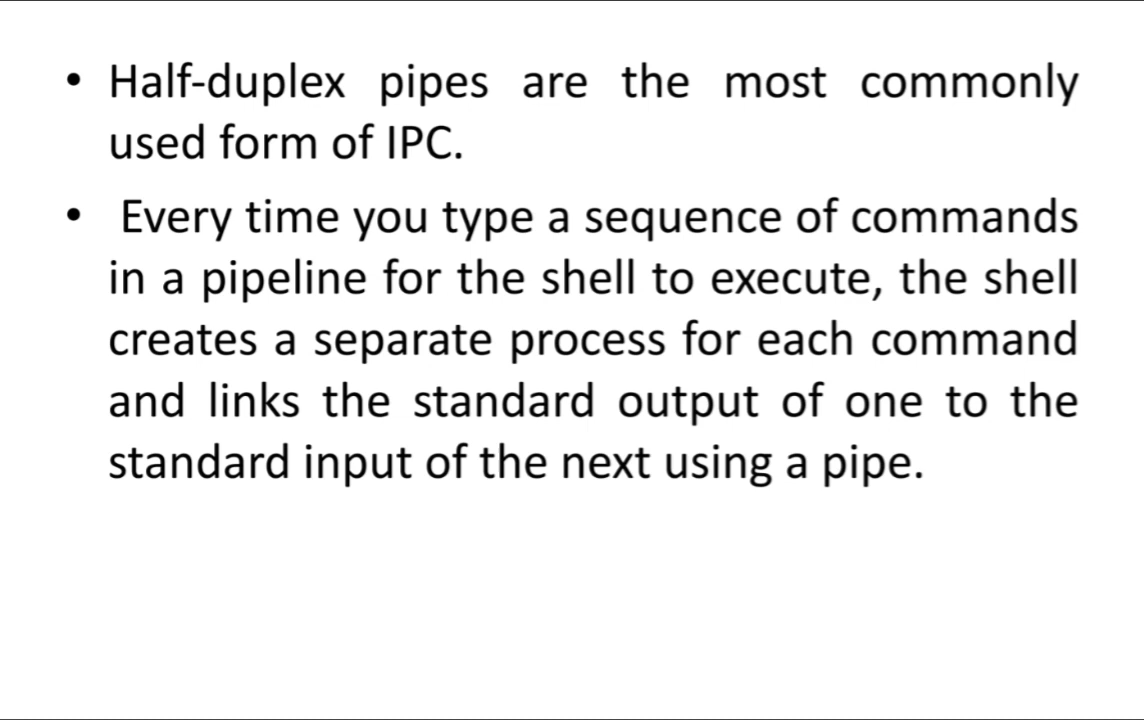 • Half-duplex pipes are the most commonly
used form of IPC.
• Every time you type a sequence of commands
in a pipeline for the shell to execute, the shell
creates a separate process for each command
and links the standard output of one to the
standard input of the next using a pipe.